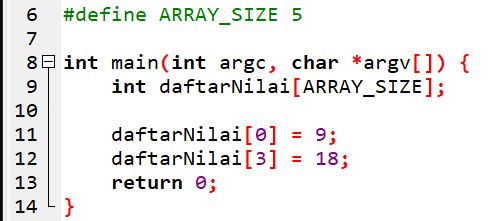 6 #define ARRAY_SIZE 5
7
8 int main(int argc, char *argv[]) {
9     int daftarNilai[ARRAY_SIZE];
10
11     daftarNilai[0] = 9;
12     daftarNilai[3] = 18;
13     return 0;
14 }